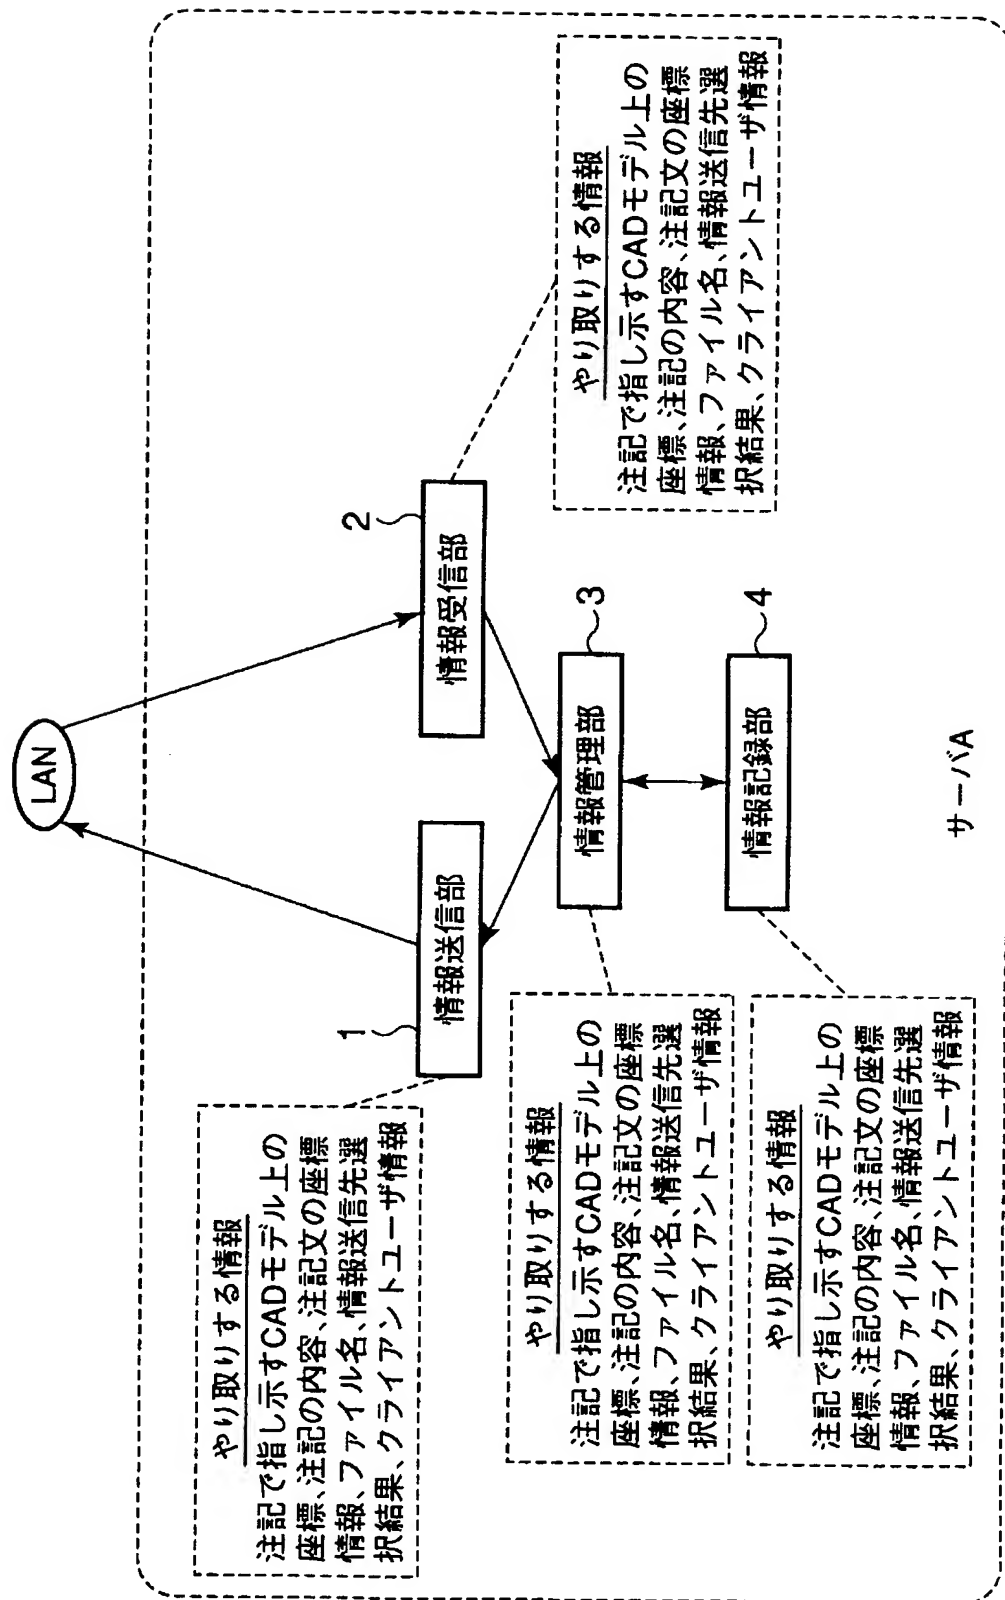 LAN
1
情報送信部
2
情報受信部
3
情報管理部
4
情報記録部
やり取りする情報
注記で指し示すCADモデル上の
座標、注記の内容、注記文の座標
情報、ファイル名、情報送信先選
択結果、クライアントユーザ情報
やり取りする情報
注記で指し示すCADモデル上の
座標、注記の内容、注記文の座標
情報、ファイル名、情報送信先選
択結果、クライアントユーザ情報
やり取りする情報
注記で指し示すCADモデル上の
座標、注記の内容、注記文の座標
情報、ファイル名、情報送信先選
択結果、クライアントユーザ情報
やり取りする情報
注記で指し示すCADモデル上の
座標、注記の内容、注記文の座標
情報、ファイル名、情報送信先選
択結果、クライアントユーザ情報
サーバA